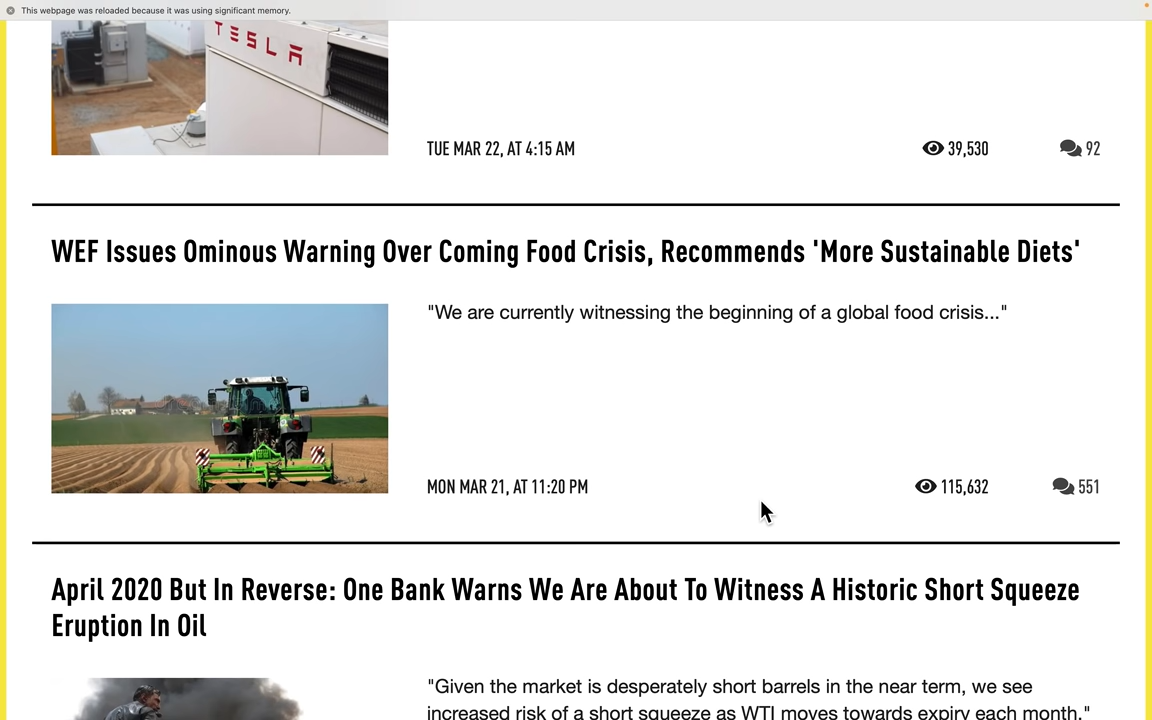 This webpage was reloaded because it was using significant memory.
TESLA
TUE MAR 22, AT 4:15 AM
39,530
92
WEF Issues Ominous Warning Over Coming Food Crisis, Recommends 'More Sustainable Diets'
"We are currently witnessing the beginning of a global food crisis..."
MON MAR 21, AT 11:20 PM
115,632
551
April 2020 But In Reverse: One Bank Warns We Are About To Witness A Historic Short Squeeze
Eruption In Oil
"Given the market is desperately short barrels in the near term, we see
increased risk of a short squeeze as WTI moves towards expiry each month."